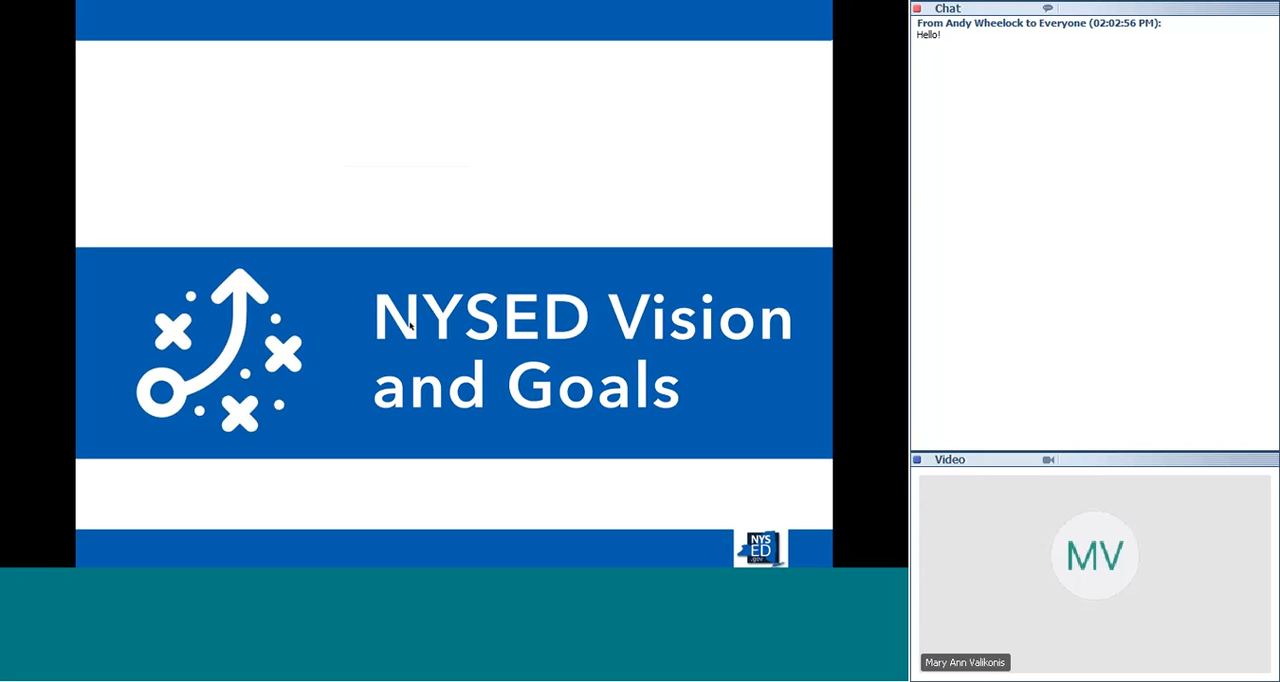 NYSED Vision
and Goals
NYS
ED
.gov
Chat
From Andy Wheelock to Everyone (02:02:56 PM):
Hello!
Video
MV
Mary Ann Valikonis